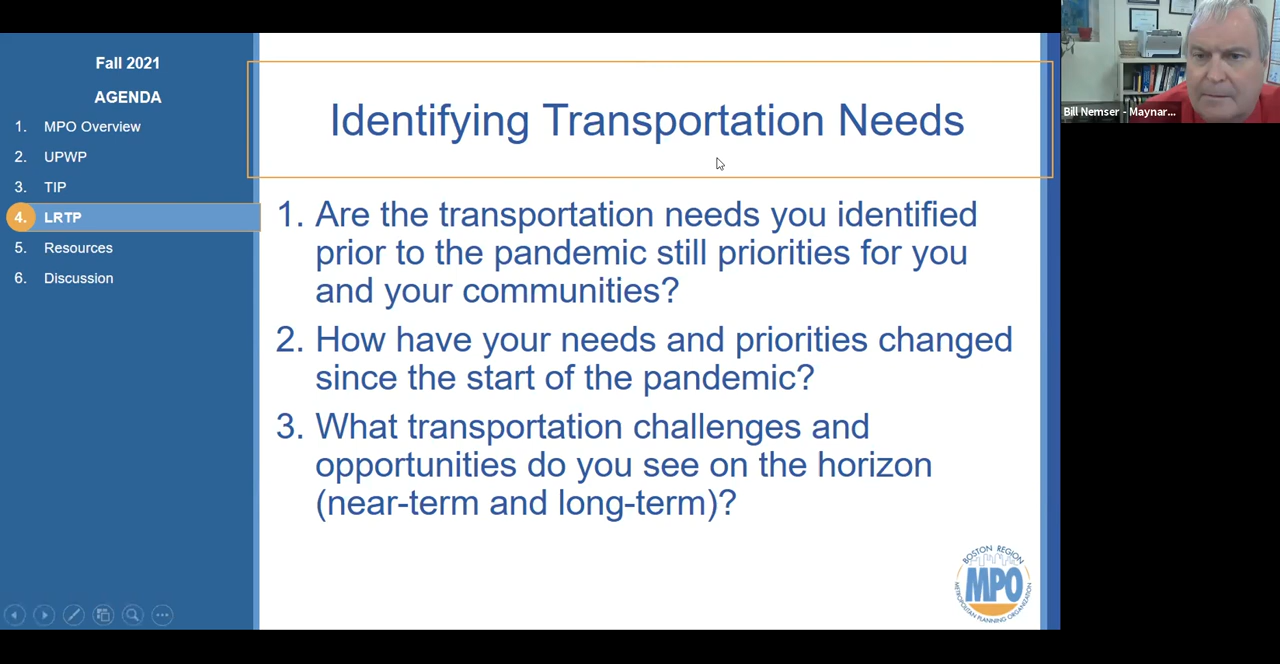 Fall 2021
AGENDA
1. MPO Overview
2. UPWP
3. TIP
4. LRTP
5. Resources
6. Discussion
Identifying Transportation Needs
1. Are the transportation needs you identified
prior to the pandemic still priorities for you
and your communities?
2. How have your needs and priorities changed
since the start of the pandemic?
3. What transportation challenges and
opportunities do you see on the horizon
(near-term and long-term)?
BOSTON REGION
MPO
METROPOLITAN PLANNING ORGANIZATION
Bill Nemser - Maynar...